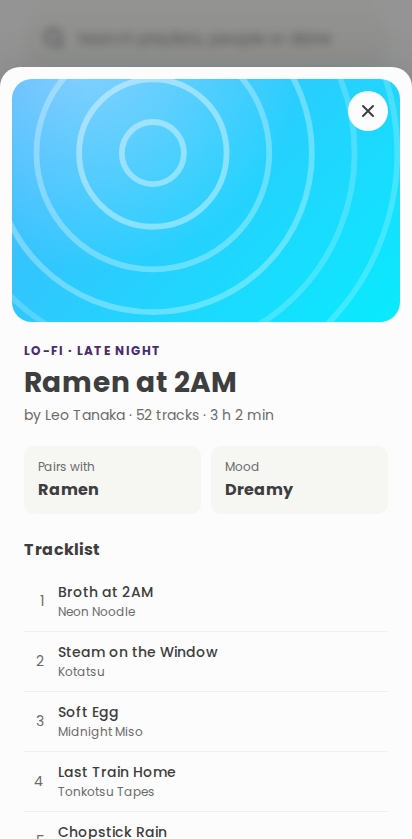 LO-FI · LATE NIGHT
Ramen at 2AM
by Leo Tanaka · 52 tracks · 3 h 2 min
Pairs with
Ramen
Mood
Dreamy
Tracklist
1 Broth at 2AM
Neon Noodle
2 Steam on the Window
Kotatsu
3 Soft Egg
Midnight Miso
4 Last Train Home
Tonkotsu Tapes
Chopstick Rain